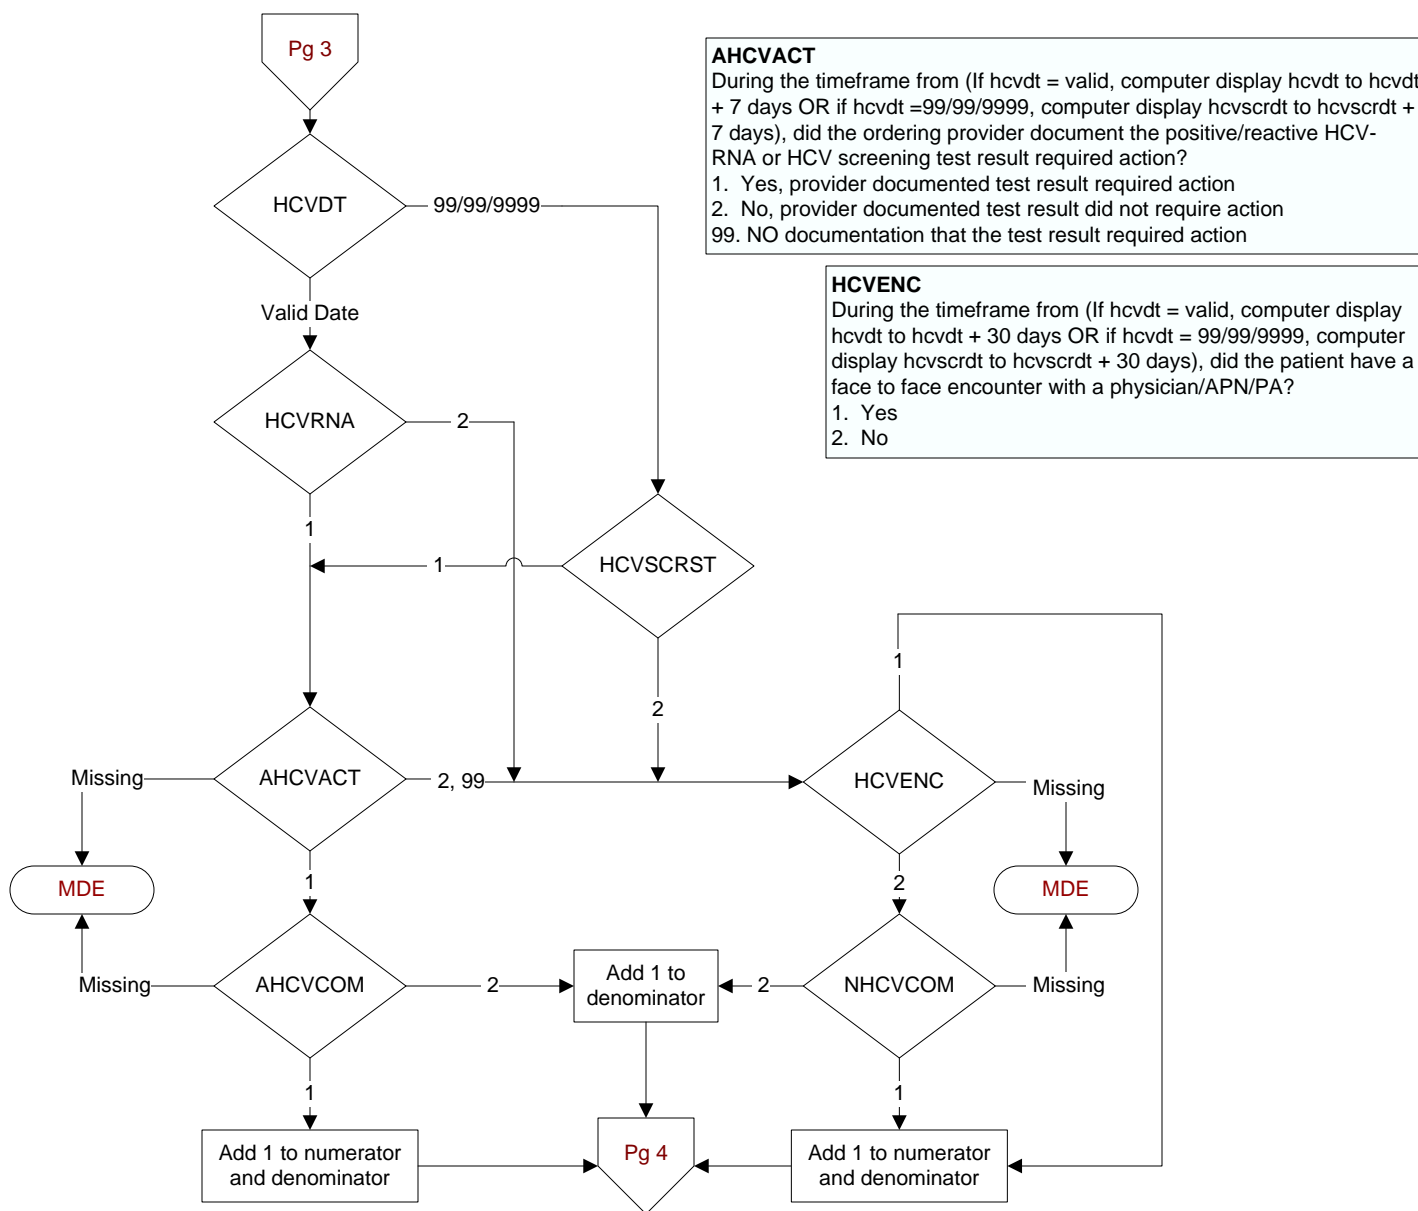 Pg 3
AHCVACT
During the timeframe from (If hcvdt = valid, computer display hcvdt to hcvdt
+ 7 days OR if hcvdt =99/99/9999, computer display hcvscrdt to hcvscrdt +
7 days), did the ordering provider document the positive/reactive HCV-
RNA or HCV screening test result required action?
1. Yes, provider documented test result required action
2. No, provider documented test result did not require action
99. NO documentation that the test result required action
HCVDT
99/99/9999
HCVENC
During the timeframe from (If hcvdt = valid, computer display
hcvdt to hcvdt + 30 days OR if hcvdt = 99/99/9999, computer
display hcvscrdt to hcvscrdt + 30 days), did the patient have a
face to face encounter with a physician/APN/PA?
1. Yes
2. No
Valid Date
HCVRNA
2
1
HCVSCRST
1
2
1
Missing
AHCVACT
2, 99
HCVENC
Missing
MDE
1
2
MDE
Missing
AHCVCOM
2
Add 1 to
denominator
2
NHCVCOM
Missing
1
1
Add 1 to numerator
and denominator
Pg 4
Add 1 to numerator
and denominator